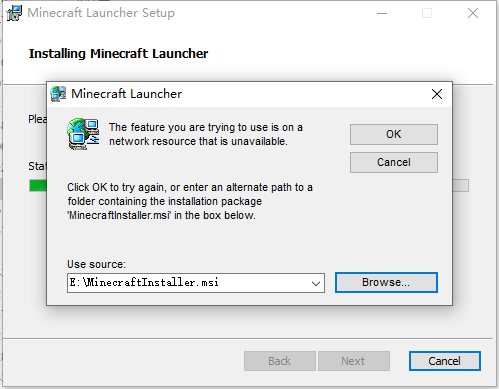 Minecraft Launcher Setup
Installing Minecraft Launcher
Minecraft Launcher
The feature you are trying to use is on a
network resource that is unavailable.
OK
Cancel
Click OK to try again, or enter an alternate path to a
folder containing the installation package
'MinecraftInstaller.msi' in the box below.
Use source:
E:\MinecraftInstaller.msi
Browse...
Back
Next
Cancel